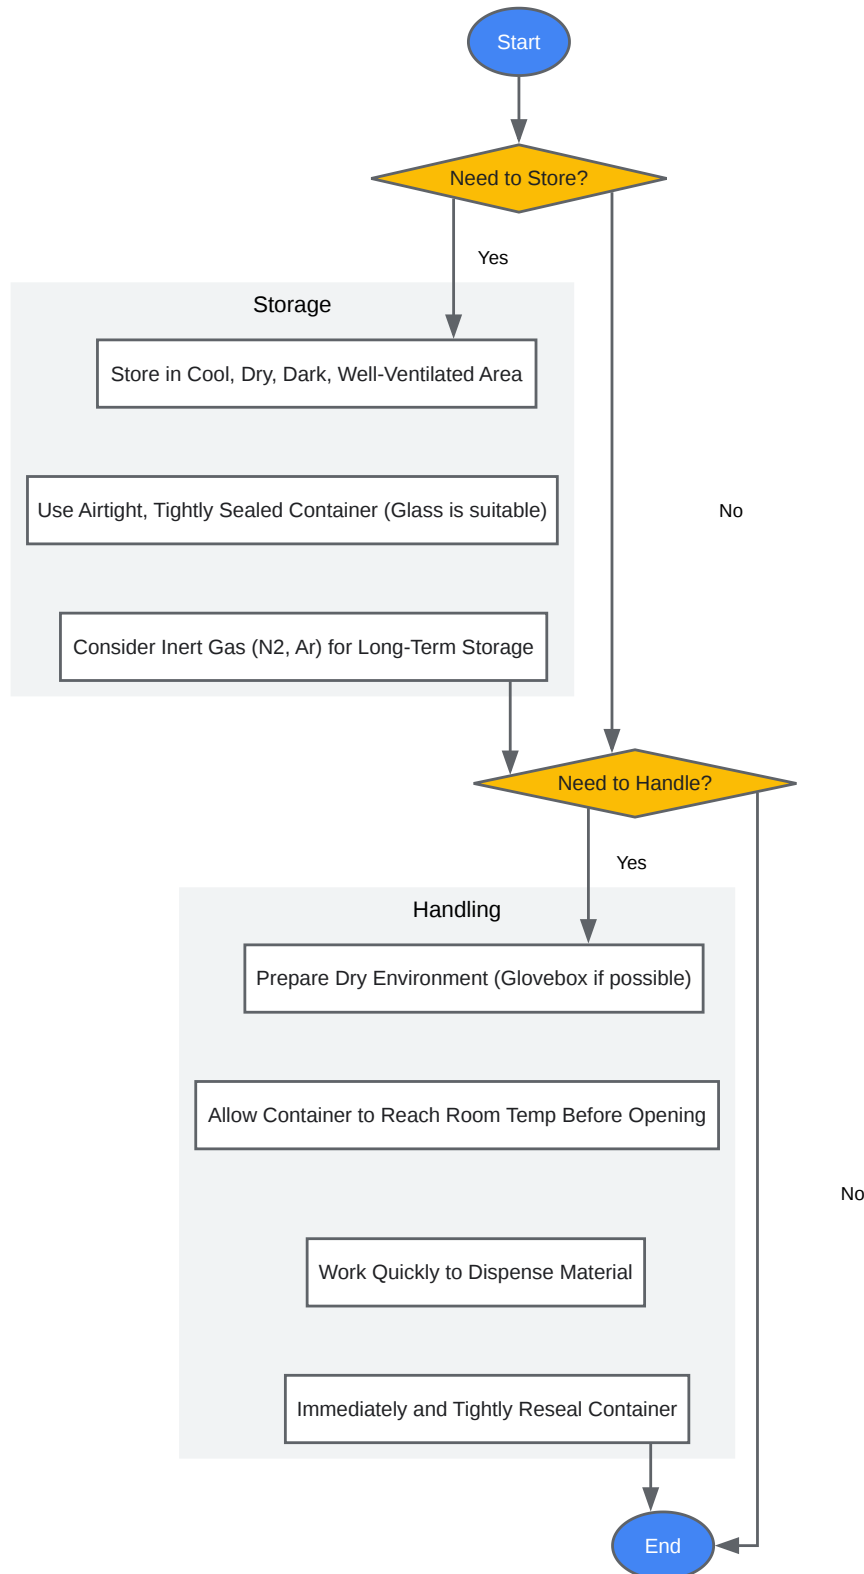 Start
Need to Store?
Yes
Storage
Store in Cool, Dry, Dark, Well-Ventilated Area
Use Airtight, Tightly Sealed Container (Glass is suitable)
No
Consider Inert Gas (N2, Ar) for Long-Term Storage
Need to Handle?
Yes
Handling
Prepare Dry Environment (Glovebox if possible)
Allow Container to Reach Room Temp Before Opening
No
Work Quickly to Dispense Material
Immediately and Tightly Reseal Container
End